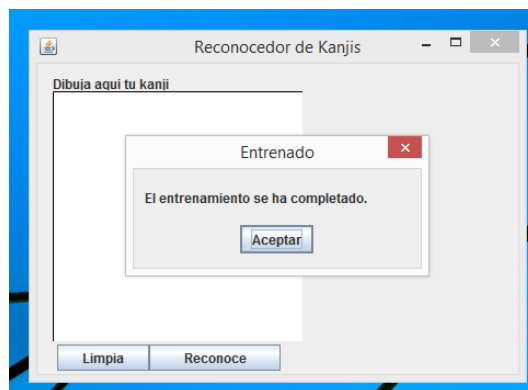 Reconocedor de Kanjis
Dibuja aqui tu kanji
Entrenado
El entrenamiento se ha completado.
Aceptar
Limpia
Reconoce